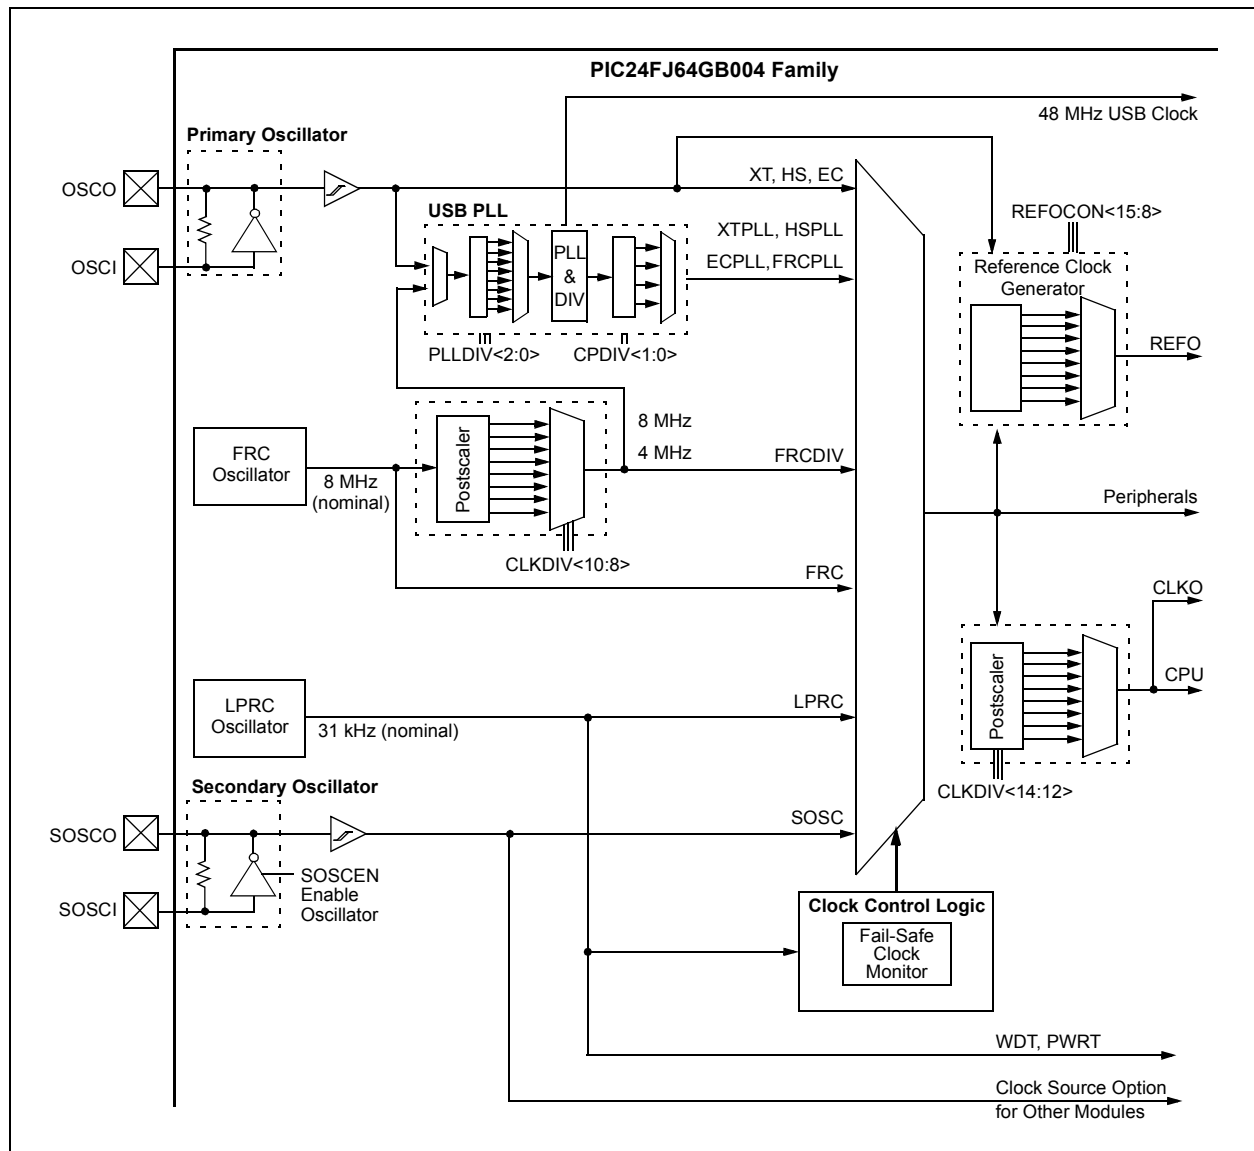 PIC24FJ64GB004 Family
48 MHz USB Clock
Primary Oscillator
OSCO
OSCI
XT, HS, EC
USB PLL
XTPLL, HSPLL
ECPLL,FRCPLL
PLL
&
DIV
PLLDIV<2:0>
CPDIV<1:0>
REFOCON<15:8>
Reference Clock
Generator
REFO
FRC
Oscillator
8 MHz
(nominal)
Postscaler
8 MHz
4 MHz
FRCDIV
CLKDIV<10:8>
Peripherals
FRC
CLKO
CPU
Postscaler
CLKDIV<14:12>
LPRC
Oscillator
31 kHz (nominal)
LPRC
Secondary Oscillator
SOSCO
SOSCI
SOSCEN
Enable
Oscillator
SOSC
Clock Control Logic
Fail-Safe
Clock
Monitor
WDT, PWRT
Clock Source Option
for Other Modules